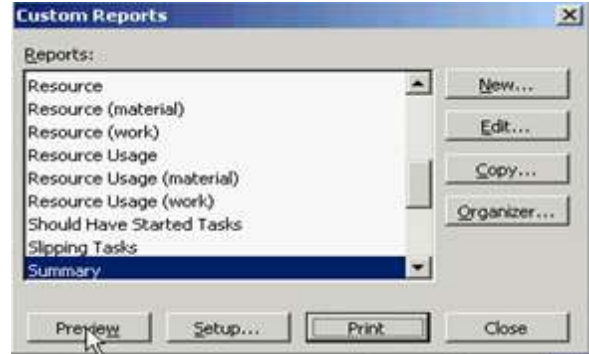 Custom Reports
Reports:
Resource
Resource (material)
Resource (work)
Resource Usage
Resource Usage (material)
Resource Usage (work)
Should Have Started Tasks
Slipping Tasks
Summary
New...
Edit...
Copy...
Organizer...
Preview
Setup...
Print
Close